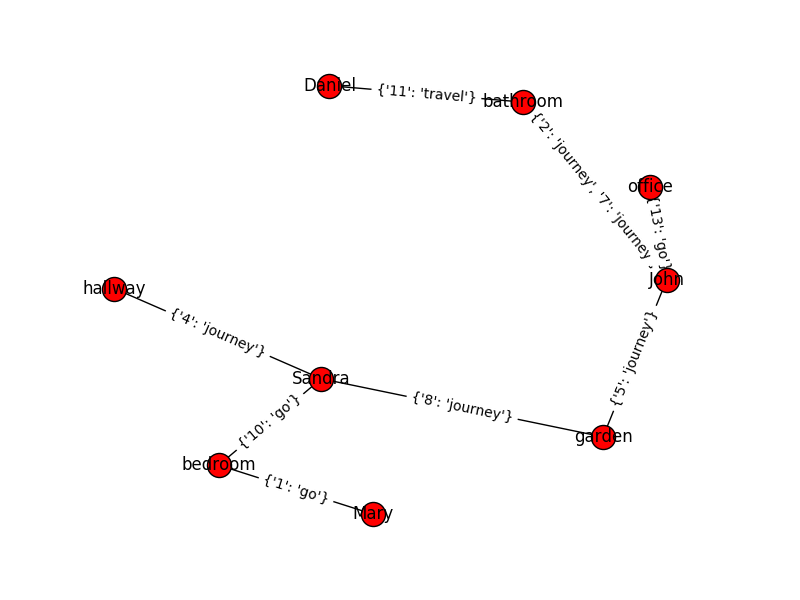 Daniel
{'11': 'travel'}
bathroom
{'2': 'journey', '7': 'journey',
office
{'13': 'go'}
John
hallway
{'4': 'journey'}
{'5': 'journey'}
Sandra
{'8': 'journey'}
{'10': 'go'}
garden
bedroom
{'1': 'go'}
Mary